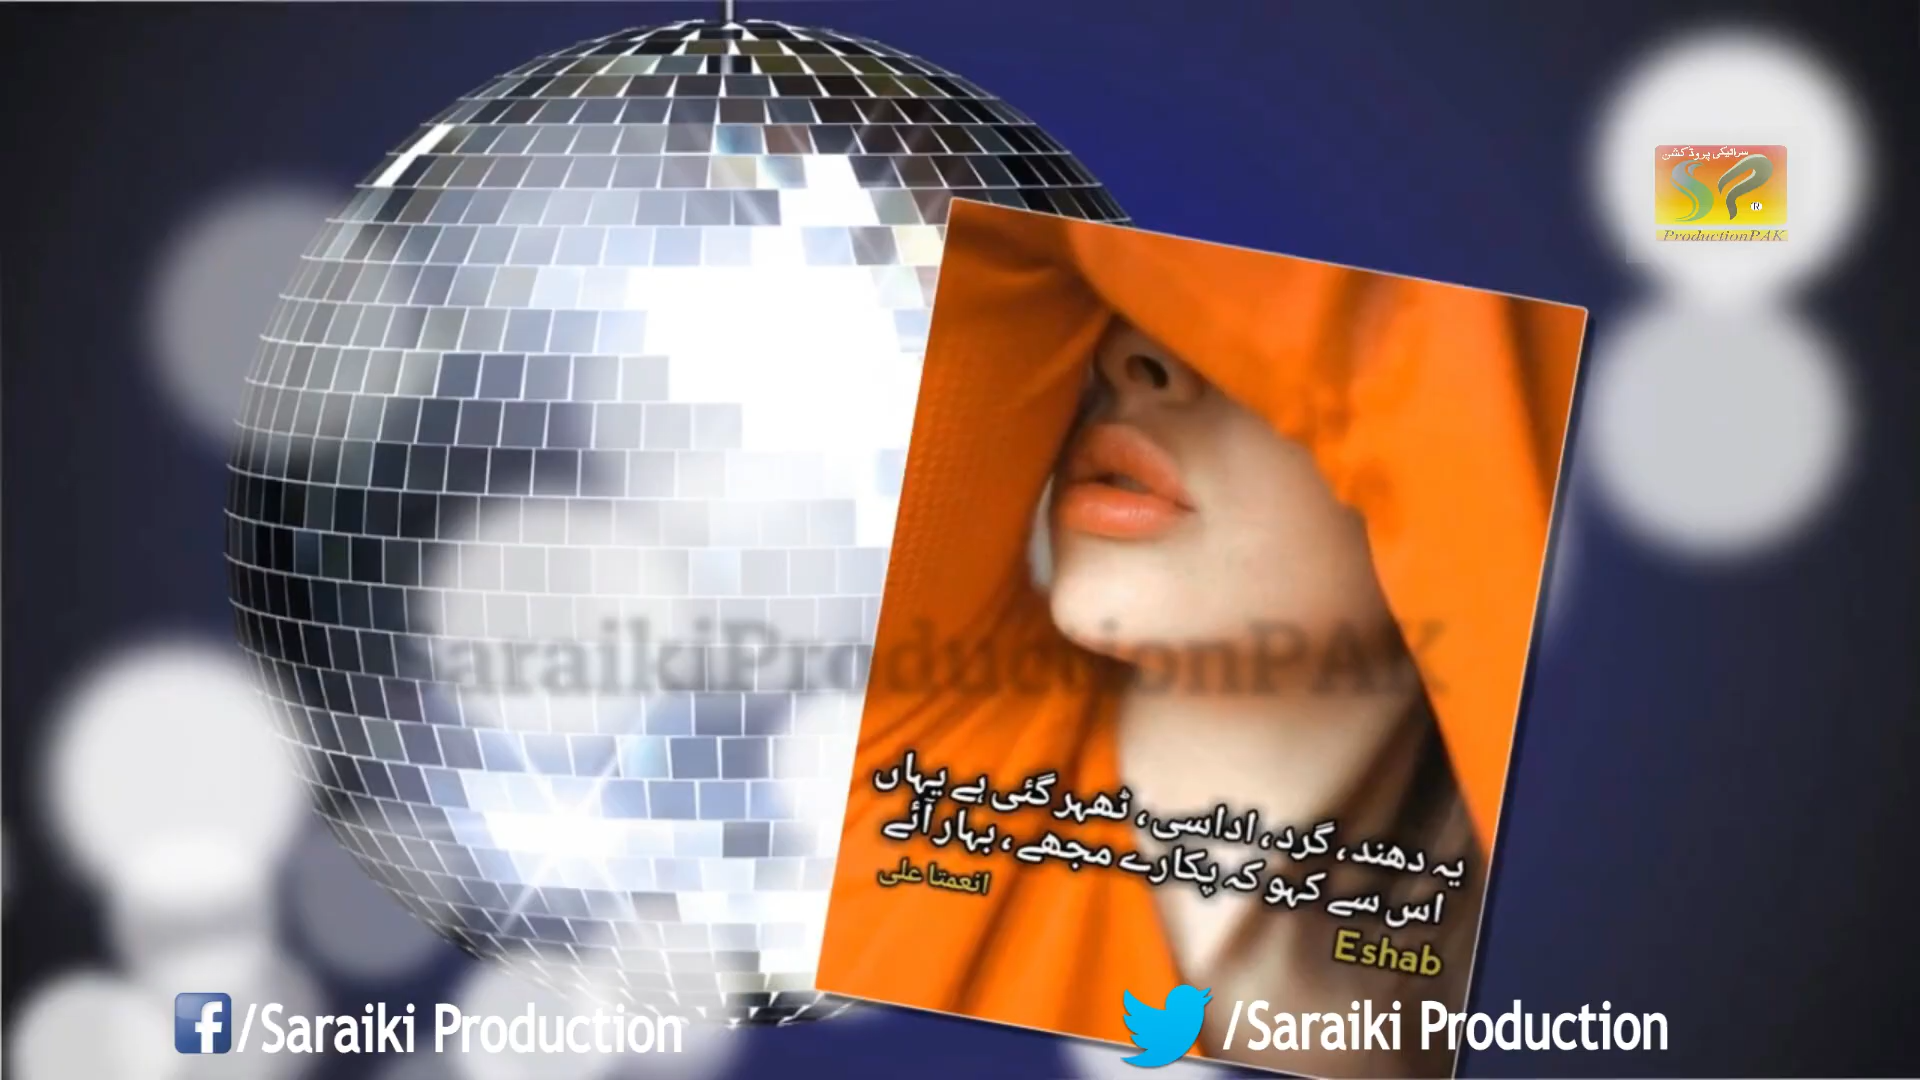 سرائیکی پروڈکشن
SP
R
ProductionPAK
SaraikiProductionPAK
یہ دھند، گرد، اداسی، ٹھہر گئی ہے یہاں
اس سے کہو کہ پکارے مجھے، بہار آئے
انعمتا علی
Eshab
/Saraiki Production
/Saraiki Production